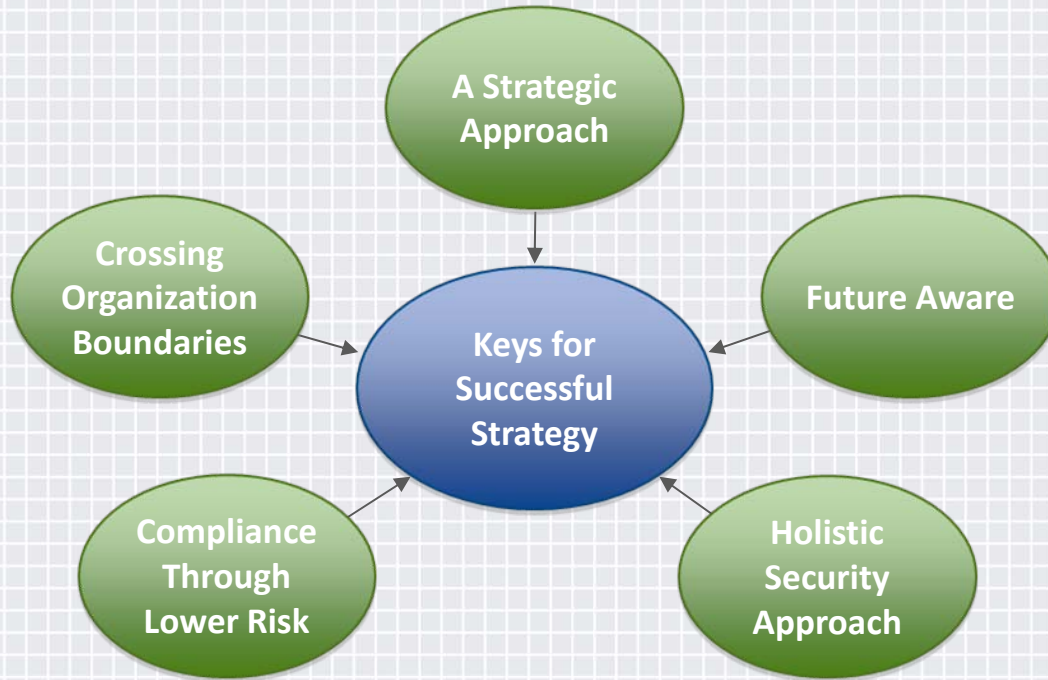 A Strategic
Approach
Crossing
Organization
Boundaries
Future Aware
Keys for
Successful
Strategy
Compliance
Through
Lower Risk
Holistic
Security
Approach